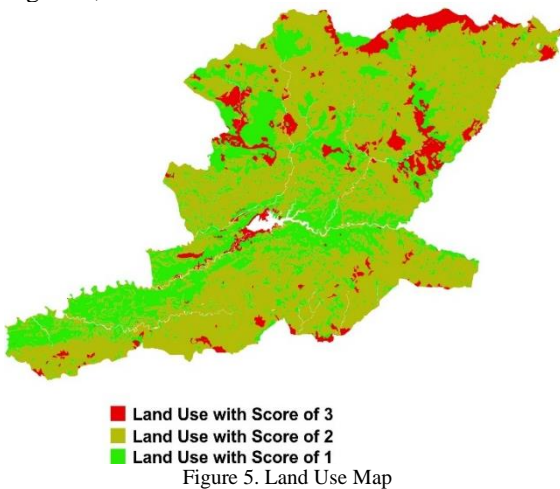 Land Use with Score of 3
Land Use with Score of 2
Land Use with Score of 1
Figure 5. Land Use Map